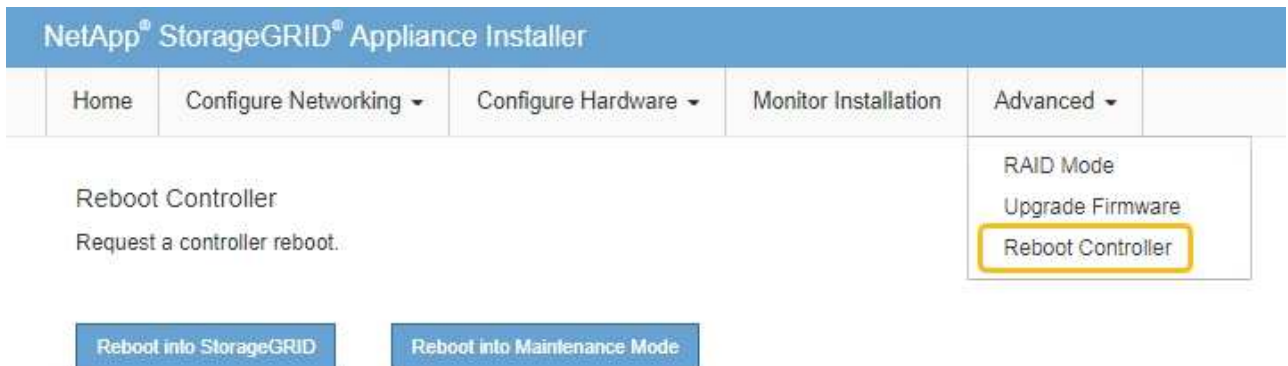 NetApp® StorageGRID® Appliance Installer
Home Configure Networking Configure Hardware Monitor Installation Advanced
RAID Mode
Upgrade Firmware
Reboot Controller
Reboot Controller
Request a controller reboot.
Reboot into StorageGRID Reboot into Maintenance Mode